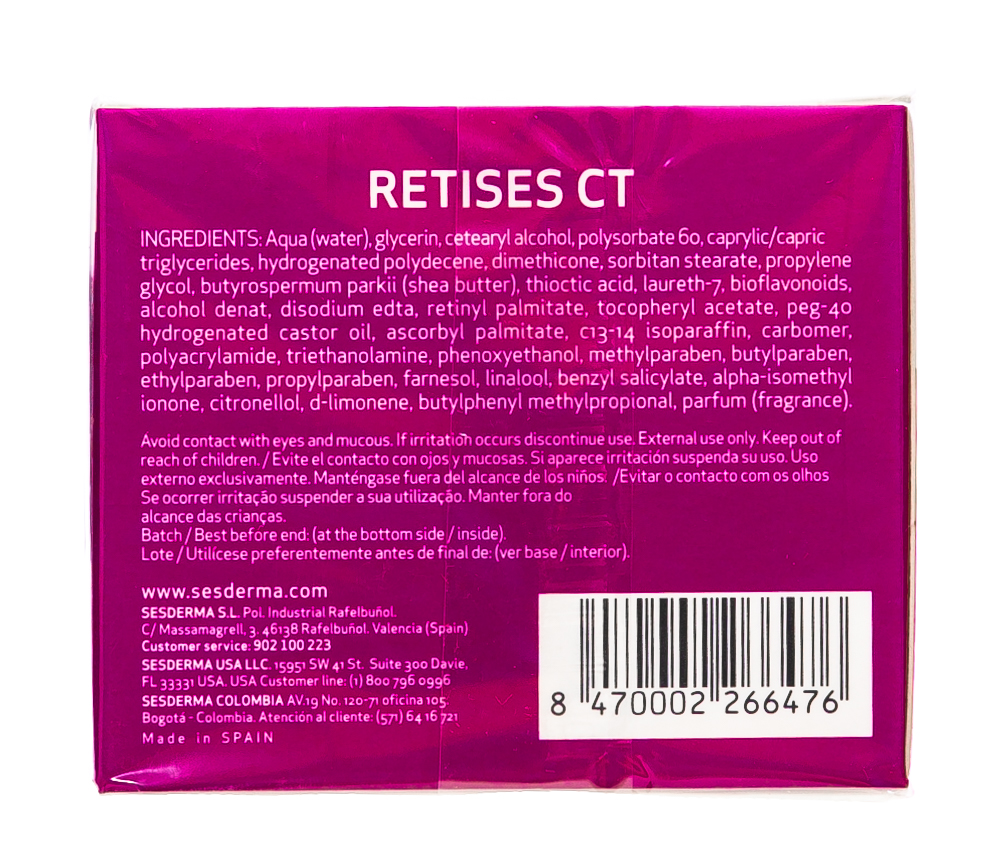 RETISES CT
INGREDIENTS: Aqua (water), glycerin, cetearyl alcohol, polysorbate 60, caprylic/capric
triglycerides, hydrogenated polydecene, dimethicone, sorbitan stearate, propylene
glycol, butyrospermum parkii (shea butter), thioctic acid, laureth-7, bioflavonoids,
alcohol denat, disodium edta, retinyl palmitate, tocopheryl acetate, peg-40
hydrogenated castor oil, ascorbyl palmitate, c13-14 isoparaffin, carbomer,
polyacrylamide, triethanolamine, phenoxyethanol, methylparaben, butylparaben,
ethylparaben, propylparaben, farnesol, linalool, benzyl salicylate, alpha-isomethyl
ionone, citronellol, d-limonene, butylphenyl methylpropional, parfum (fragrance).
Avoid contact with eyes and mucous. If irritation occurs discontinue use. External use only. Keep out of
reach of children. / Evite el contacto con ojos y mucosas. Si aparece irritación suspenda su uso. Uso
externo exclusivamente. Manténgase fuera del alcance de los niños. /Evitar o contacto com os olhos
Se ocorrer irritação suspender a sua utilização. Manter fora do
alcance das crianças.
Batch / Best before end: (at the bottom side / inside).
Lote / Utilícese preferentemente antes de final de: (ver base / interior).
www.sesderma.com
SESDERMA S.L. Pol. Industrial Rafelbuñol.
C/ Massamagrell, 3. 46138 Rafelbuñol. Valencia (Spain)
Customer service: 902 100 223
SESDERMA USA LLC. 15951 SW 41 St. Suite 300 Davie,
FL 33331 USA. USA Customer line: (1) 800 796 0996
SESDERMA COLOMBIA AV.19 No. 120-71 oficina 105
Bogotá - Colombia. Atención al cliente: (571) 64 16 721
Made in SPAIN
8 470002 266476